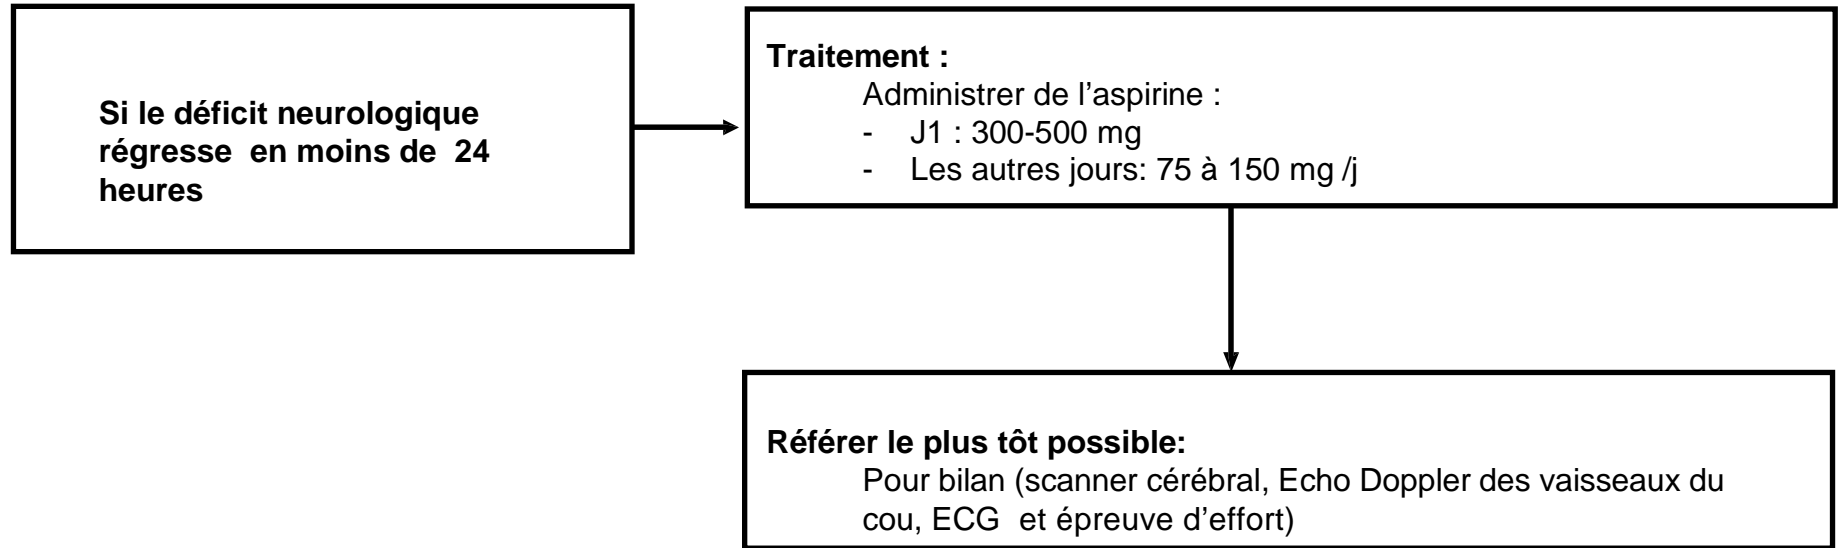 Si le déficit neurologique
régresse  en moins de  24
heures
Traitement :
Administrer de l’aspirine :
- J1 : 300-500 mg
- Les autres jours: 75 à 150 mg /j
Référer le plus tôt possible:
Pour bilan (scanner cérébral, Echo Doppler des vaisseaux du
cou, ECG  et épreuve d’effort)